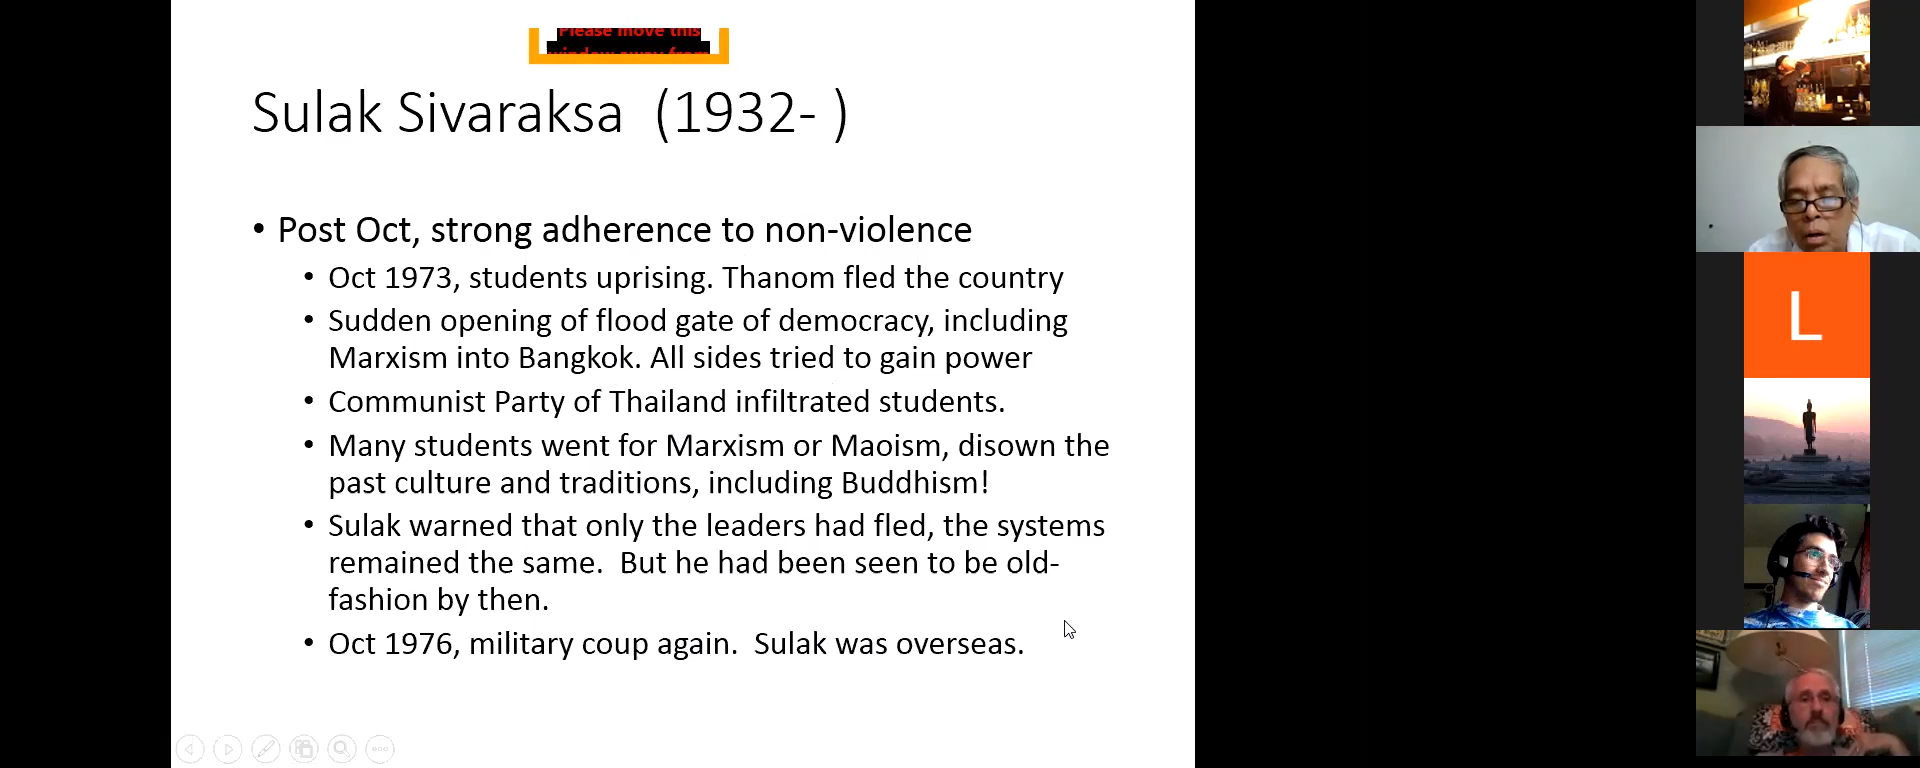 Please move this
window away from
Sulak Sivaraksa (1932- )
• Post Oct, strong adherence to non-violence
• Oct 1973, students uprising. Thanom fled the country
• Sudden opening of flood gate of democracy, including
Marxism into Bangkok. All sides tried to gain power
• Communist Party of Thailand infiltrated students.
• Many students went for Marxism or Maoism, disown the
past culture and traditions, including Buddhism!
• Sulak warned that only the leaders had fled, the systems
remained the same. But he had been seen to be old-
fashion by then.
• Oct 1976, military coup again. Sulak was overseas.
L